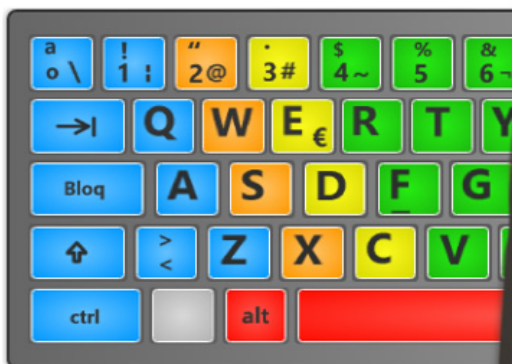 a ! “ · $ % &
o \ 1 ¦ 2 @ 3 # 4 ~ 5 6 ¬
→| Q W E € R T Y
Bloq A S D F G
> Z X C V
<
ctrl alt